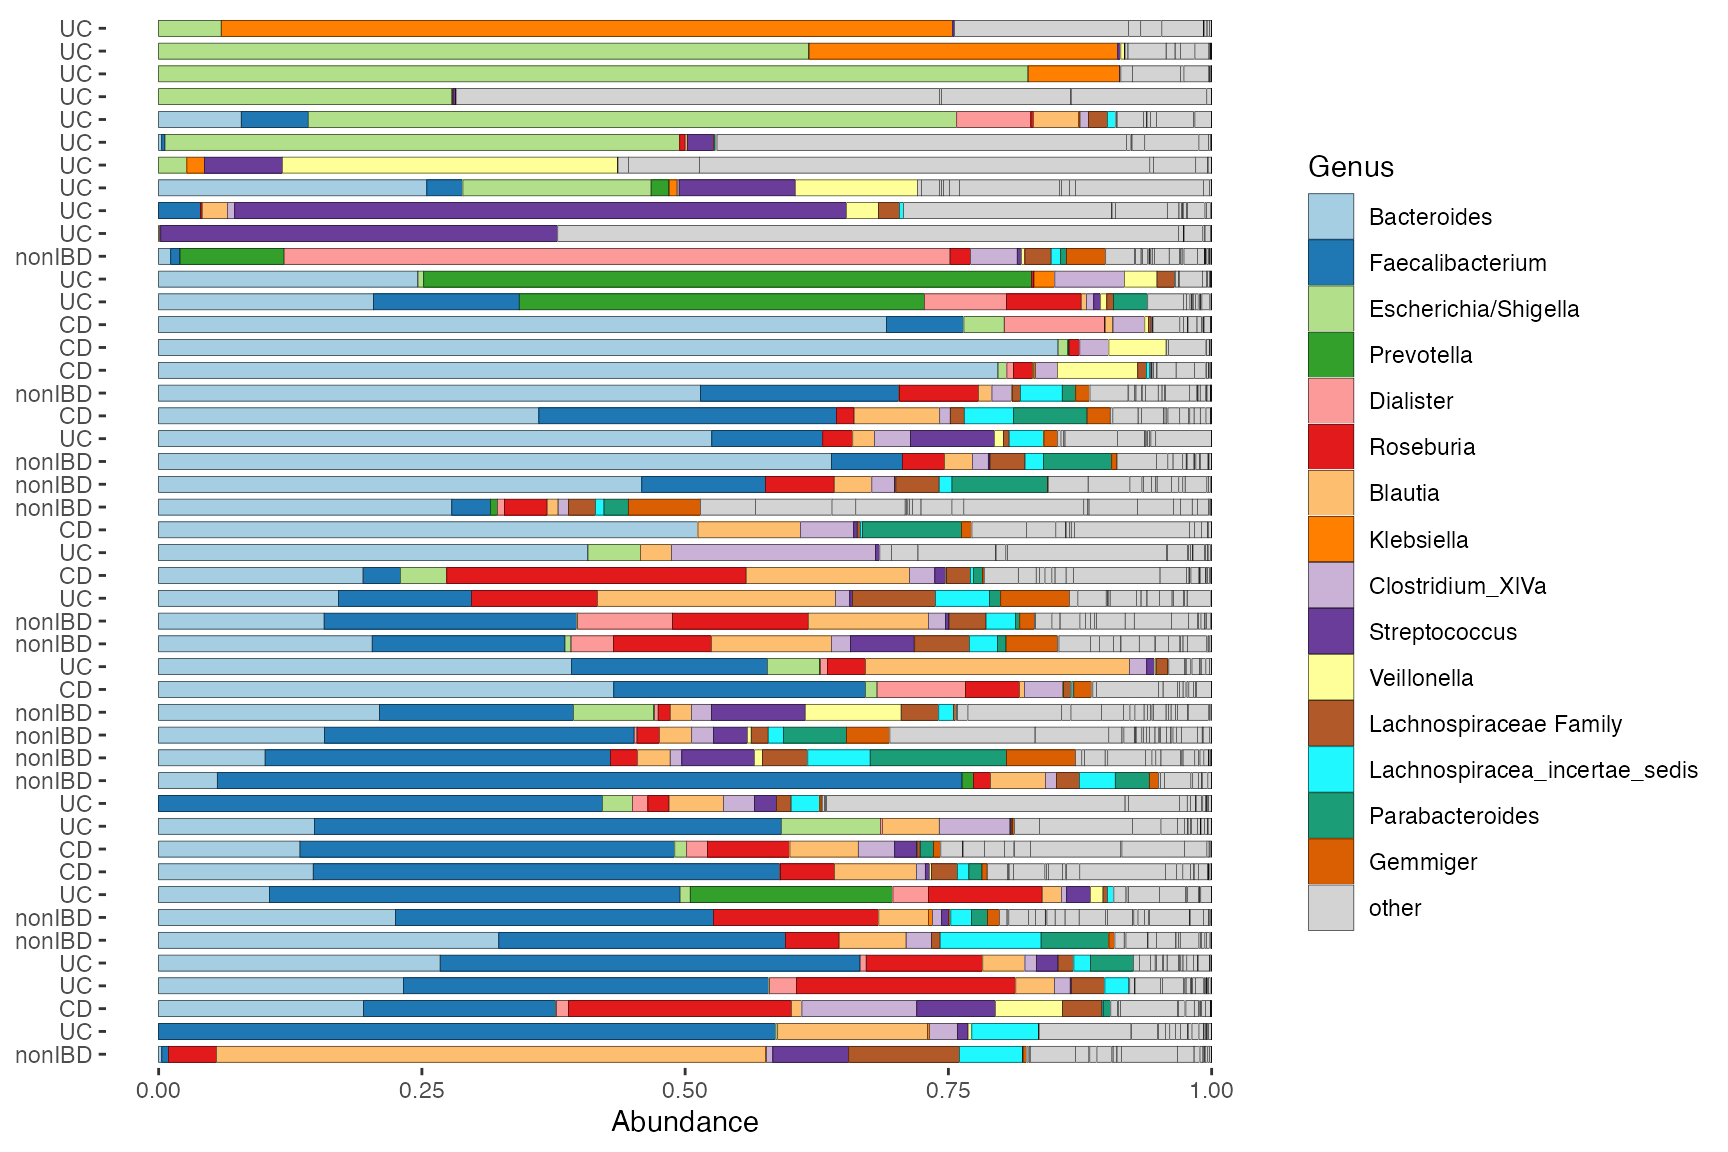 UC
UC
UC
UC
UC
UC
UC
UC
UC
UC
nonIBD
UC
UC
CD
CD
CD
nonIBD
CD
UC
nonIBD
nonIBD
nonIBD
CD
UC
CD
UC
nonIBD
nonIBD
UC
CD
nonIBD
nonIBD
nonIBD
nonIBD
UC
UC
CD
CD
UC
nonIBD
nonIBD
UC
UC
CD
UC
nonIBD
0.00 0.25 0.50 0.75 1.00
Abundance
Genus
Bacteroides
Faecalibacterium
Escherichia/Shigella
Prevotella
Dialister
Roseburia
Blautia
Klebsiella
Clostridium_XlVa
Streptococcus
Veillonella
Lachnospiraceae Family
Lachnospiracea_incertae_sedis
Parabacteroides
Gemmiger
other